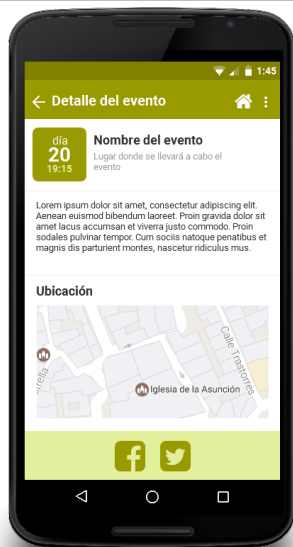 1:45
Detalle del evento
día
20
19:15
Nombre del evento
Lugar donde se llevará a cabo el
evento
Lorem ipsum dolor sit amet, consectetur adipiscing elit.
Aenean euismod bibendum laoreet. Proin gravida dolor sit
amet lacus accumsan et viverra justo commodo. Proin
sodales pulvinar tempor. Cum sociis natoque penatibus et
magnis dis parturient montes, nascetur ridiculus mus.
Ubicación
Calle Trastorres
Iglesia de la Asunción